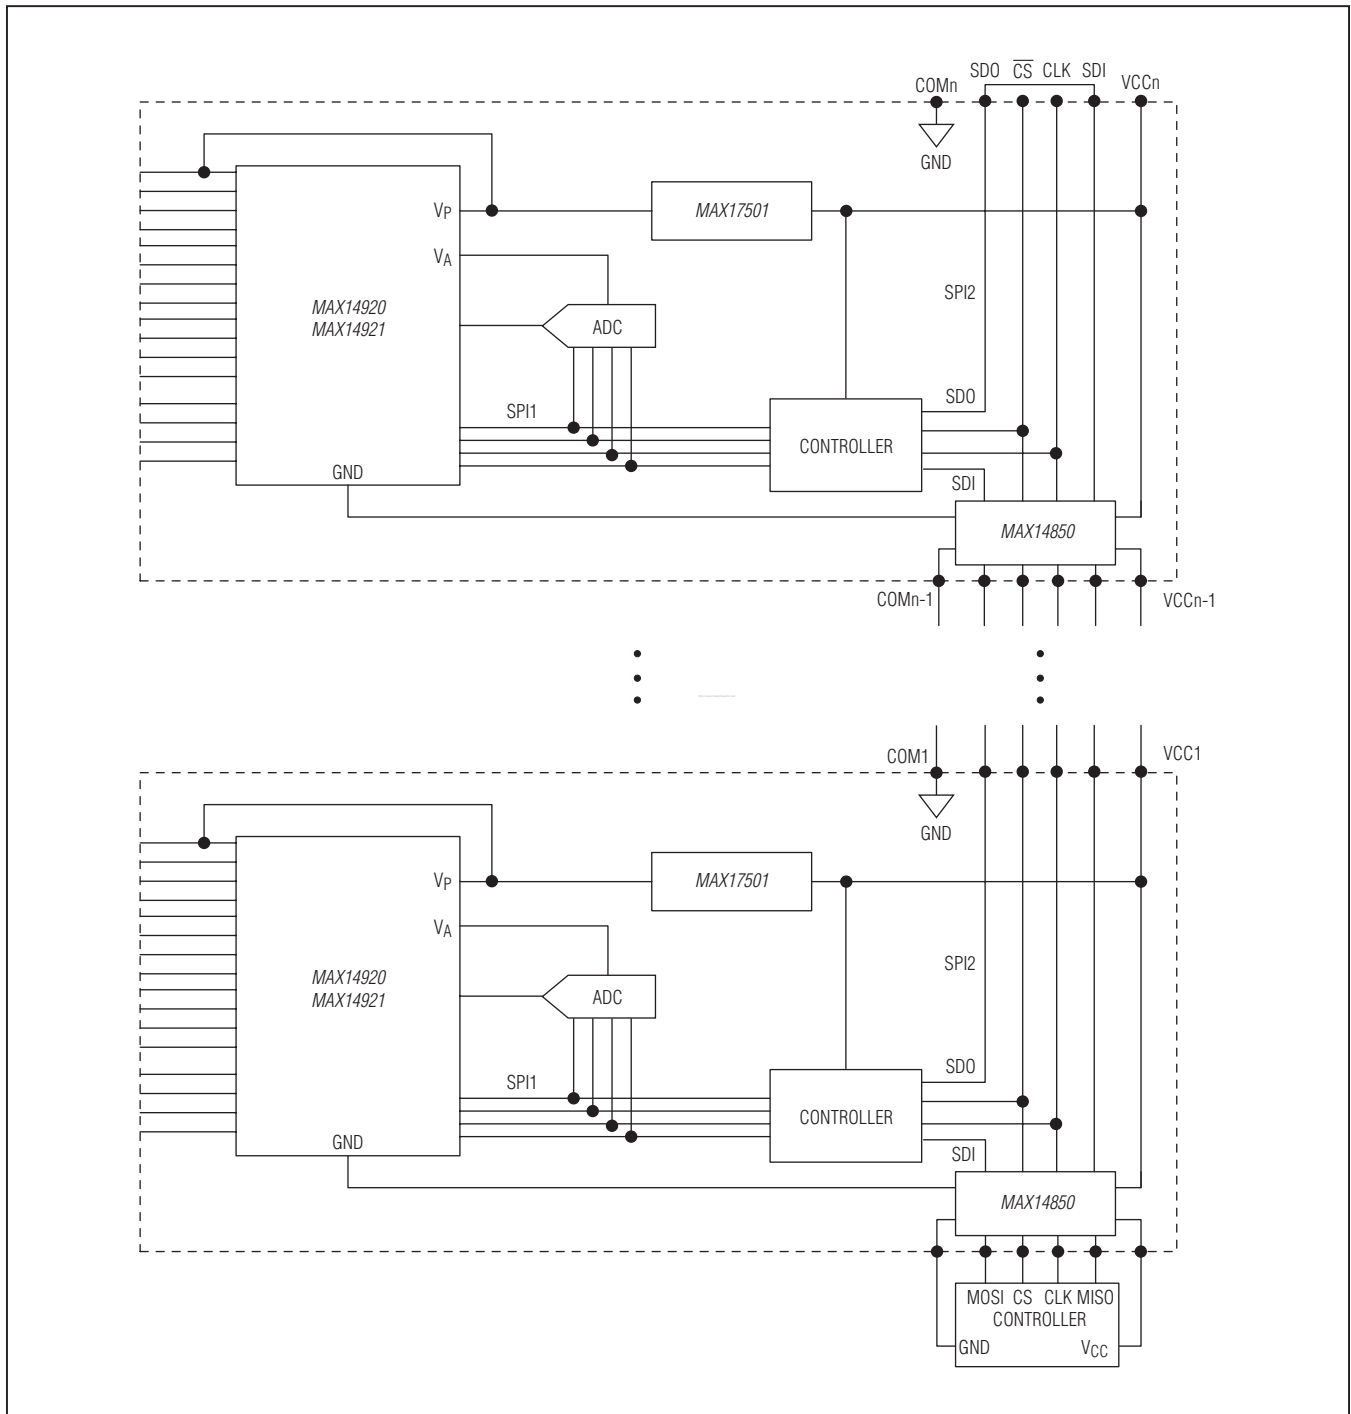 COMn SDO CS CLK SDI VCCn
GND
VP
MAX17501
VA
MAX14920
MAX14921
ADC
SPI2
SPI1
SDO
CONTROLLER
GND
SDI
MAX14850
COMn-1
VCCn-1
COM1
VCC1
GND
VP
MAX17501
VA
MAX14920
MAX14921
ADC
SPI2
SPI1
SDO
CONTROLLER
GND
SDI
MAX14850
MOSI CS CLK MISO
CONTROLLER
GND VCC